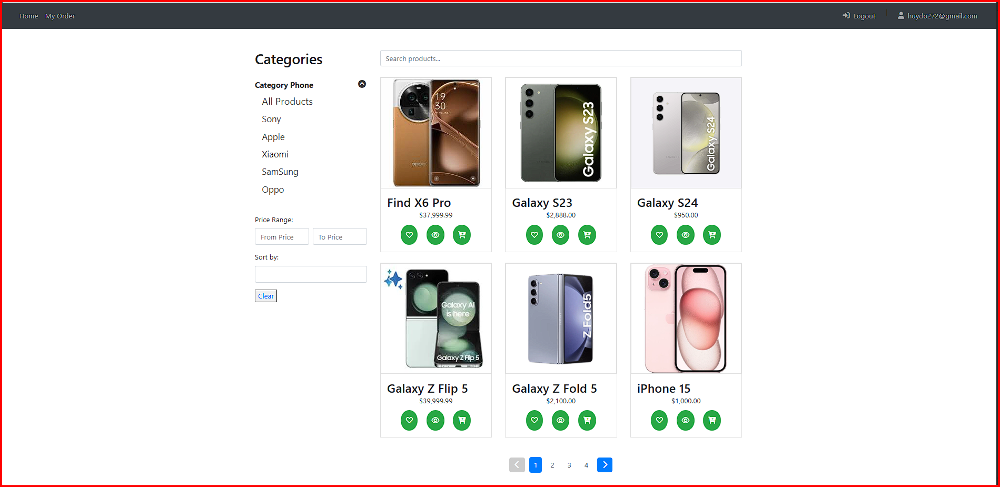 Home My Order Logout huydo272@gmail.com
Categories
Search products...
Category Phone
All Products
Sony
Apple
Xiaomi
SamSung
Oppo
Price Range:
From Price To Price
Sort by:
Clear
19
30
oppo
Galaxy S23
Galaxy S24
Find X6 Pro
$37,999.99
Galaxy S23
$2,888.00
Galaxy S24
$950.00
Galaxy AI
is here
Galaxy Z Flip 5
Z Fold5
Galaxy Z Flip 5
$39,999.99
Galaxy Z Fold 5
$2,100.00
iPhone 15
$1,000.00
1 2 3 4